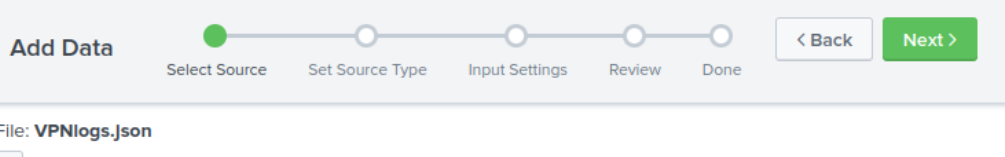 Add Data
Select Source
Set Source Type
Input Settings
Review
Done
< Back
Next >
File: VPNlogs.json